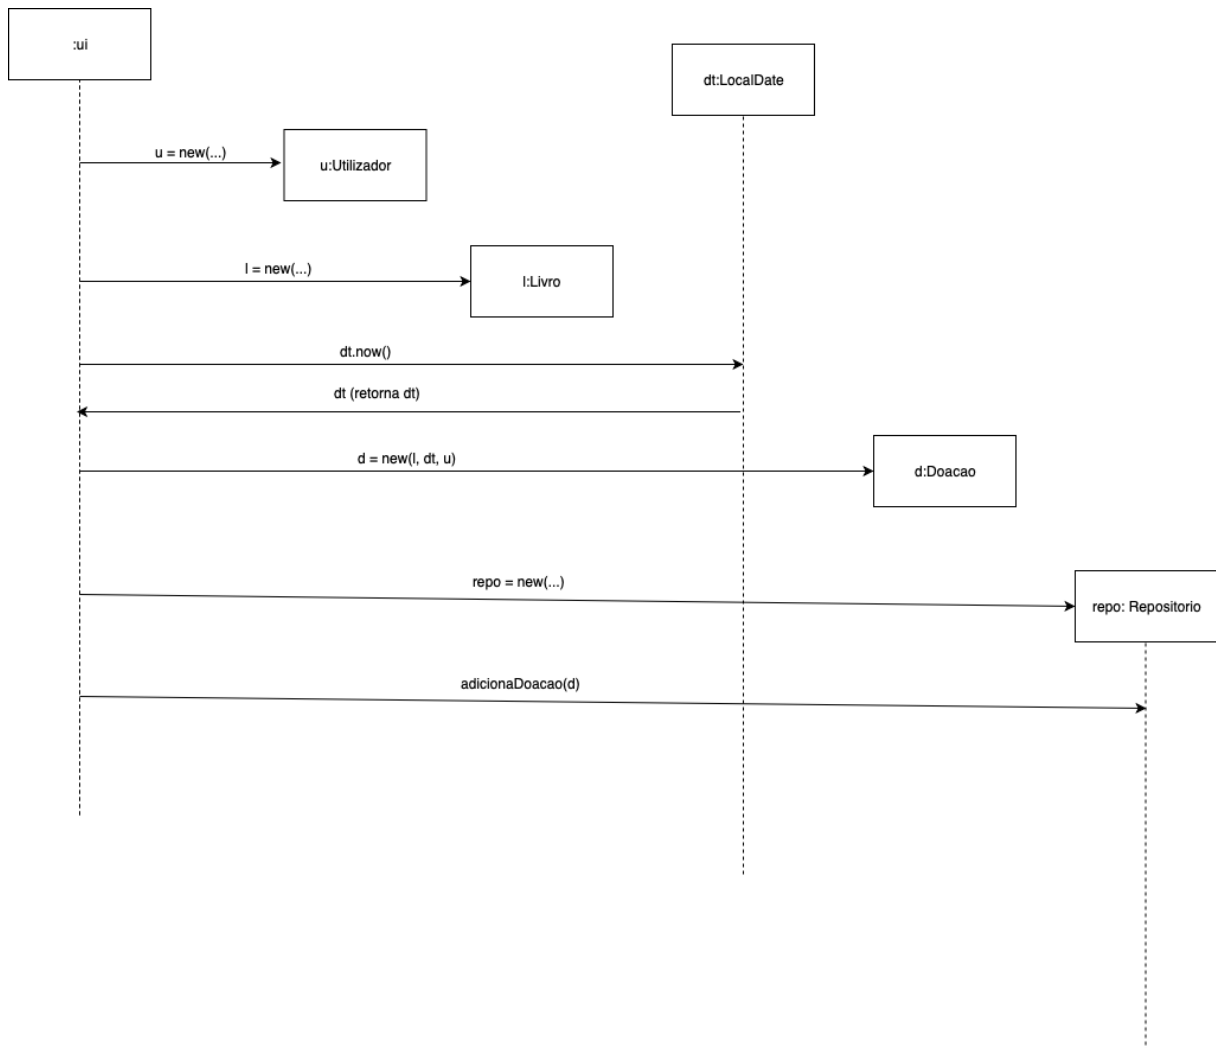 :ui
dt:LocalDate
u = new(...)
u:Utilizador
l = new(...)
l:Livro
dt.now()
dt (retorna dt)
d = new(l, dt, u)
d:Doacao
repo = new(...)
repo: Repositorio
adicionaDoacao(d)